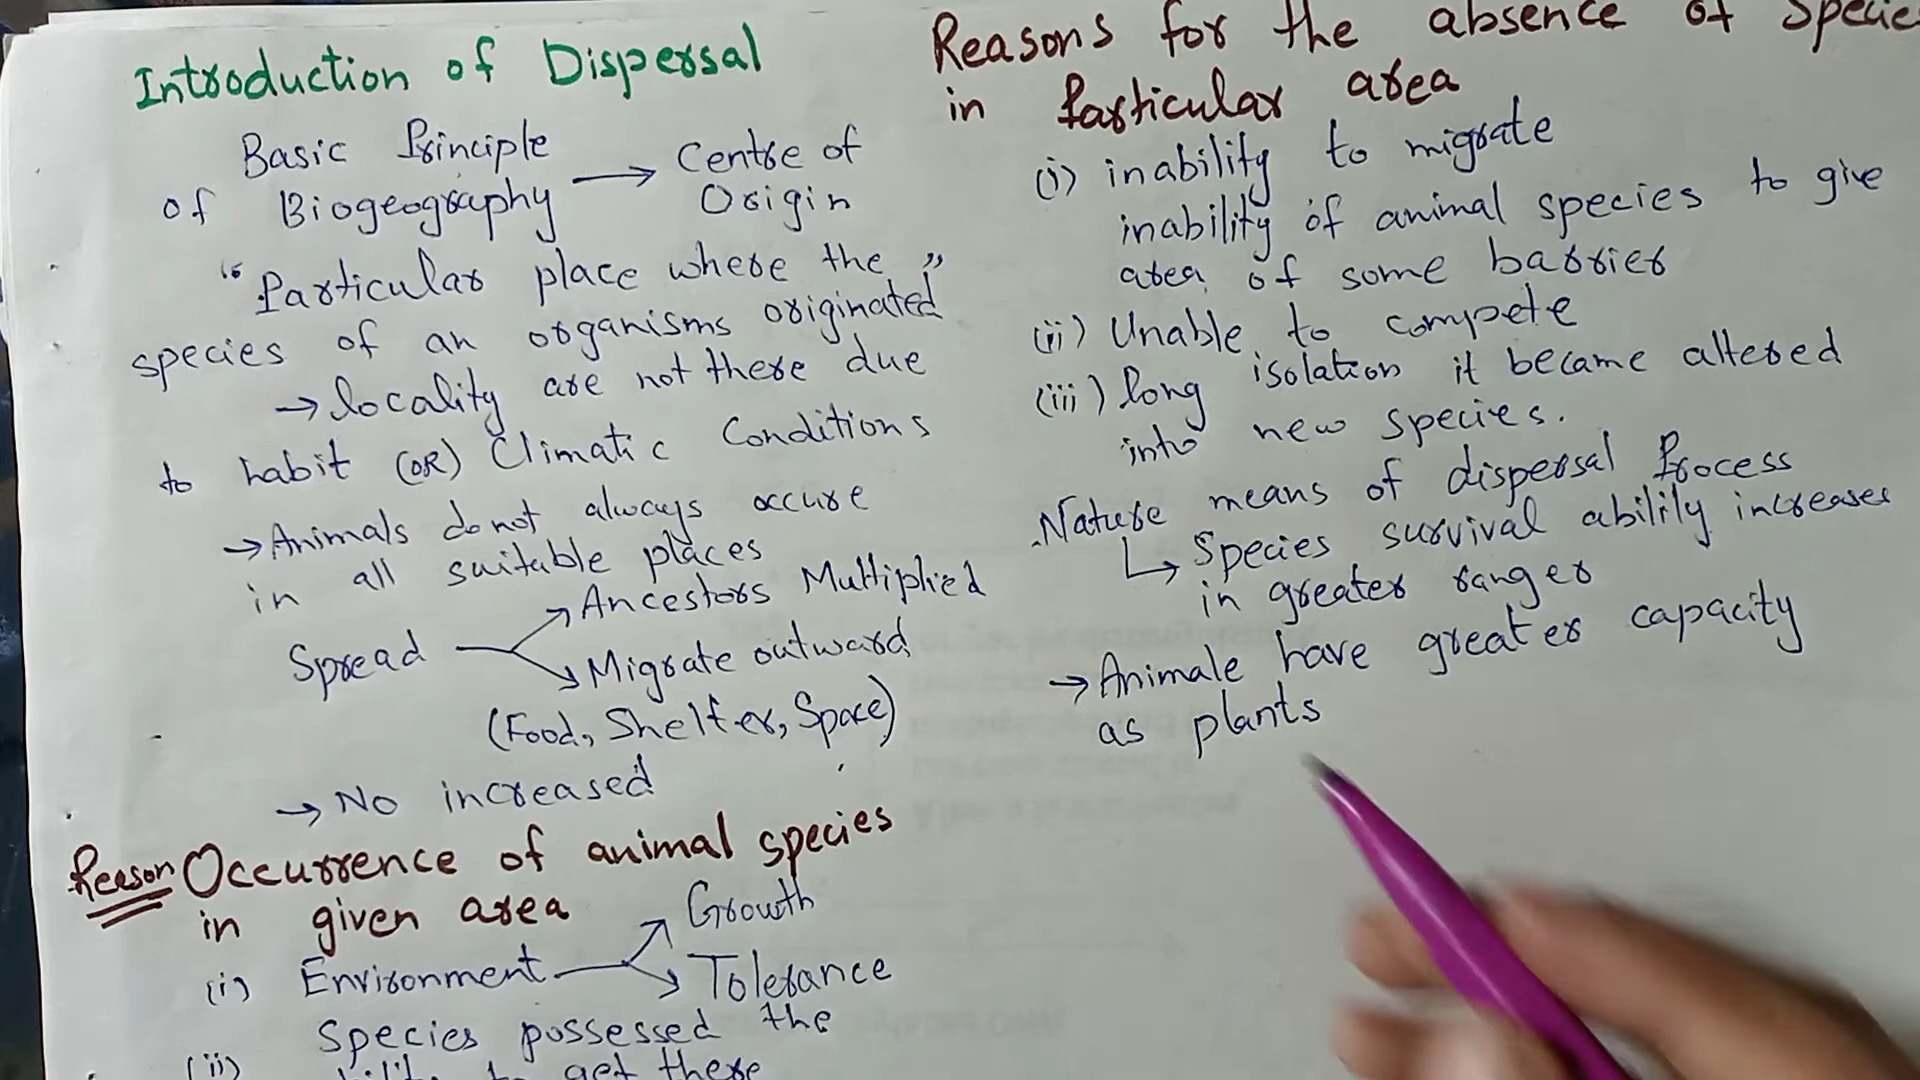 Introduction of Dispersal
Basic Principle
of Biogeography → Centre of
Origin
"Particular place where the"
species of an organisms originated
→ locality are not there due
to habit (OR) Climatic Conditions
→ Animals do not always occure
in all suitable places
Spread → Ancestors Multiplied
→ Migrate outward
(Food, Shelter, Space)
→ No increased
Reason Occurrence of animal species
in given area
(i) Environment → Growth
→ Tolerance
Species possessed the
(ii) to get there
Reasons for the absence of Specie
in Particular area
(i) inability to migrate
inability of animal species to give
area of some barrier
(ii) Unable to compete
(iii) long isolation it became altered
into new species.
Nature means of dispersal Process
↳ Species survival ability increases
in greater ranger
→ Animale have greater capacity
as plants